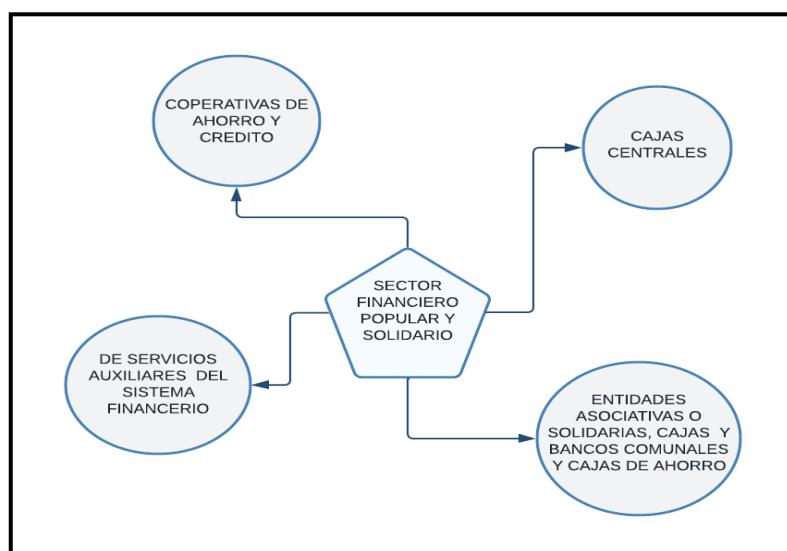 COPERATIVAS DE
AHORRO Y
CREDITO
CAJAS
CENTRALES
SECTOR
FINANCIERO
POPULAR Y
SOLIDARIO
DE SERVICIOS
AUXILIARES DEL
SISTEMA
FINANCERIO
ENTIDADES
ASOCIATIVAS O
SOLIDARIAS, CAJAS Y
BANCOS COMUNALES
Y CAJAS DE AHORRO